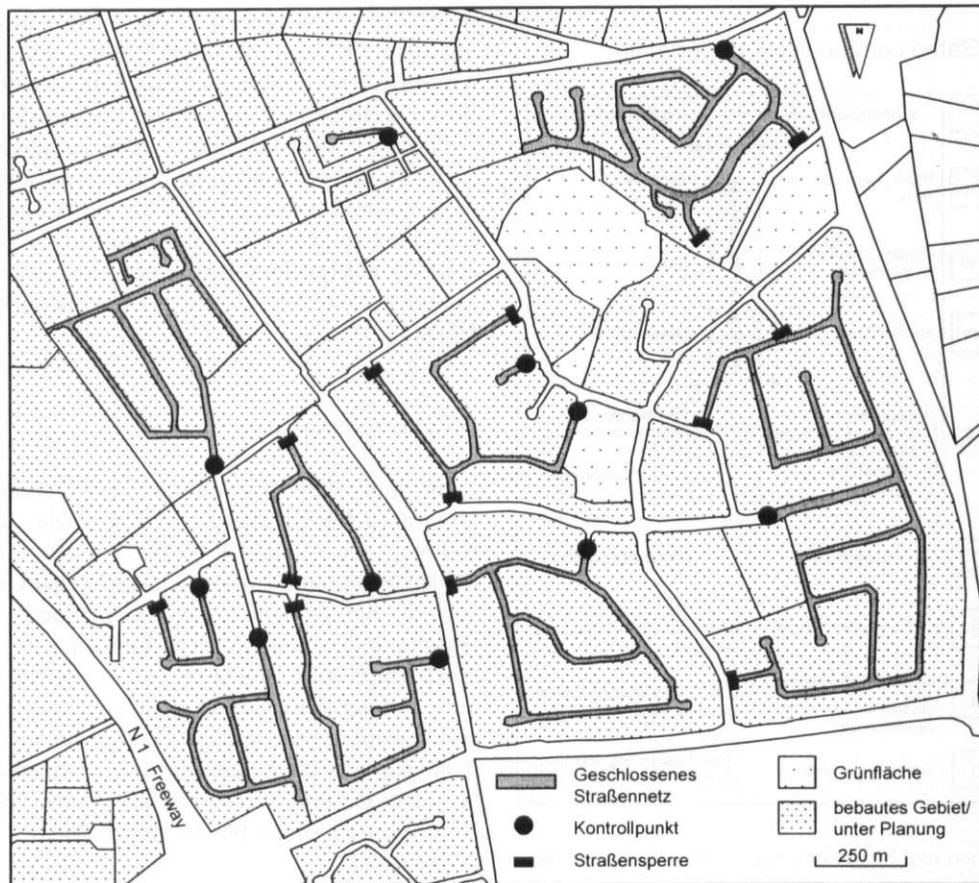 N
N 1 Freeway
Geschlossenes
Straßennetz
Kontrollpunkt
Straßensperre
Grünfläche
bebautes Gebiet/
unter Planung
250 m